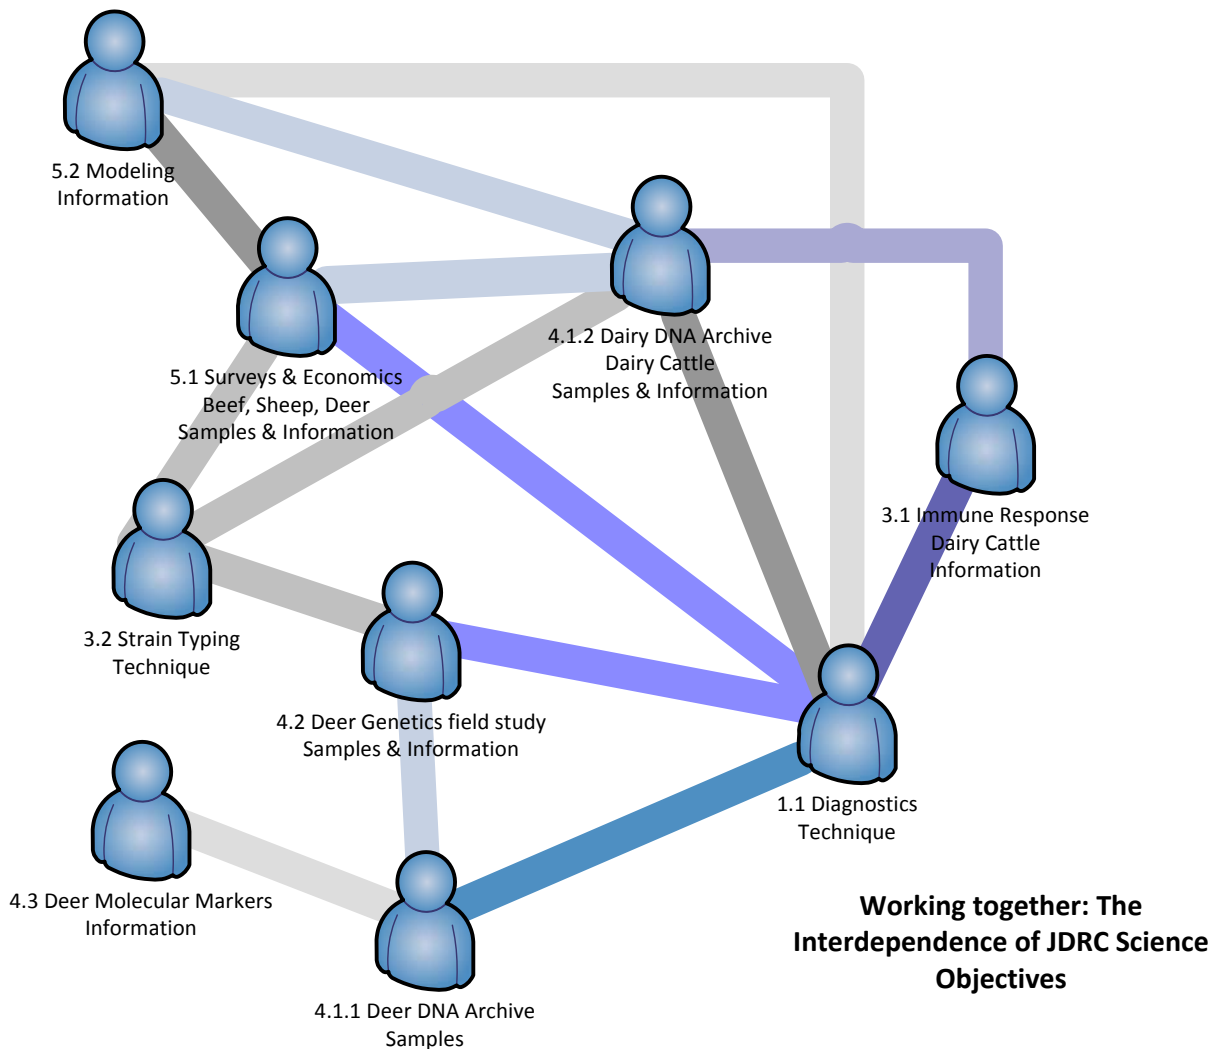 5.2 Modeling
Information
4.1.2 Dairy DNA Archive
Dairy Cattle
Samples & Information
5.1 Surveys & Economics
Beef, Sheep, Deer
Samples & Information
3.1 Immune Response
Dairy Cattle
Information
3.2 Strain Typing
Technique
4.2 Deer Genetics field study
Samples & Information
1.1 Diagnostics
Technique
4.3 Deer Molecular Markers
Information
Working together: The
Interdependence of JDRC Science
Objectives
4.1.1 Deer DNA Archive
Samples